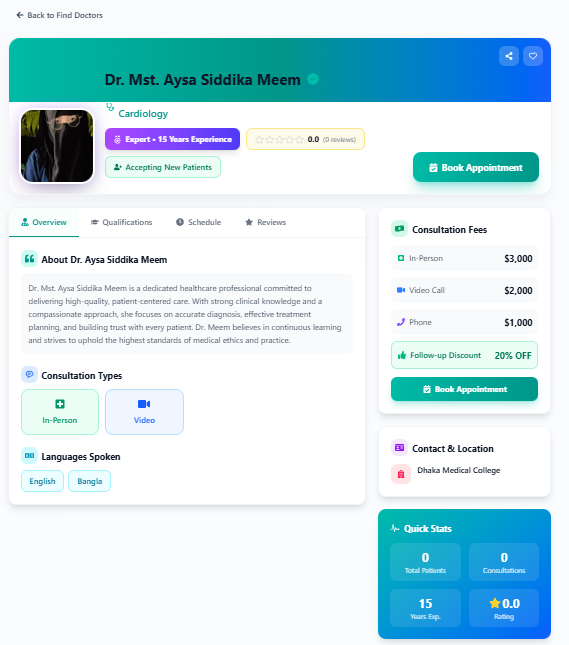 Back to Find Doctors
Dr. Mst. Aysa Siddika Meem
Cardiology
Expert • 15 Years Experience
0.0 (0 reviews)
Accepting New Patients
Book Appointment
Overview
Qualifications
Schedule
Reviews
About Dr. Aysa Siddika Meem
Dr. Mst. Aysa Siddika Meem is a dedicated healthcare professional committed to
delivering high-quality, patient-centered care. With strong clinical knowledge and a
compassionate approach, she focuses on accurate diagnosis, effective treatment
planning, and building trust with every patient. Dr. Meem believes in continuous learning
and strives to uphold the highest standards of medical ethics and practice.
Consultation Types
In-Person
Video
Languages Spoken
English
Bangla
Consultation Fees
In-Person $3,000
Video Call $2,000
Phone $1,000
Follow-up Discount 20% OFF
Book Appointment
Contact & Location
Dhaka Medical College
Quick Stats
0
Total Patients
0
Consultations
15
Years Exp.
0.0
Rating